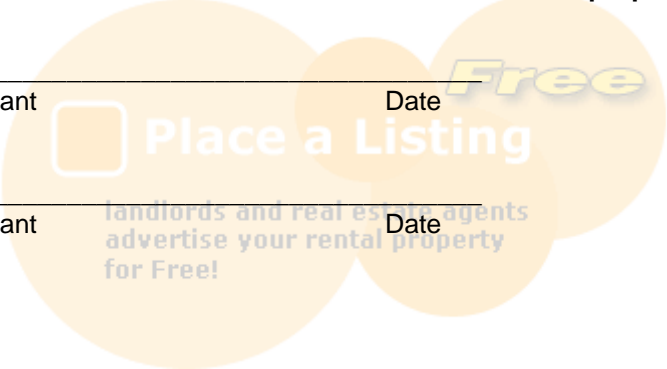 Free
ant Date
Place a Listing
landlords and real estate agents
ant Date
advertise your rental property
for Free!